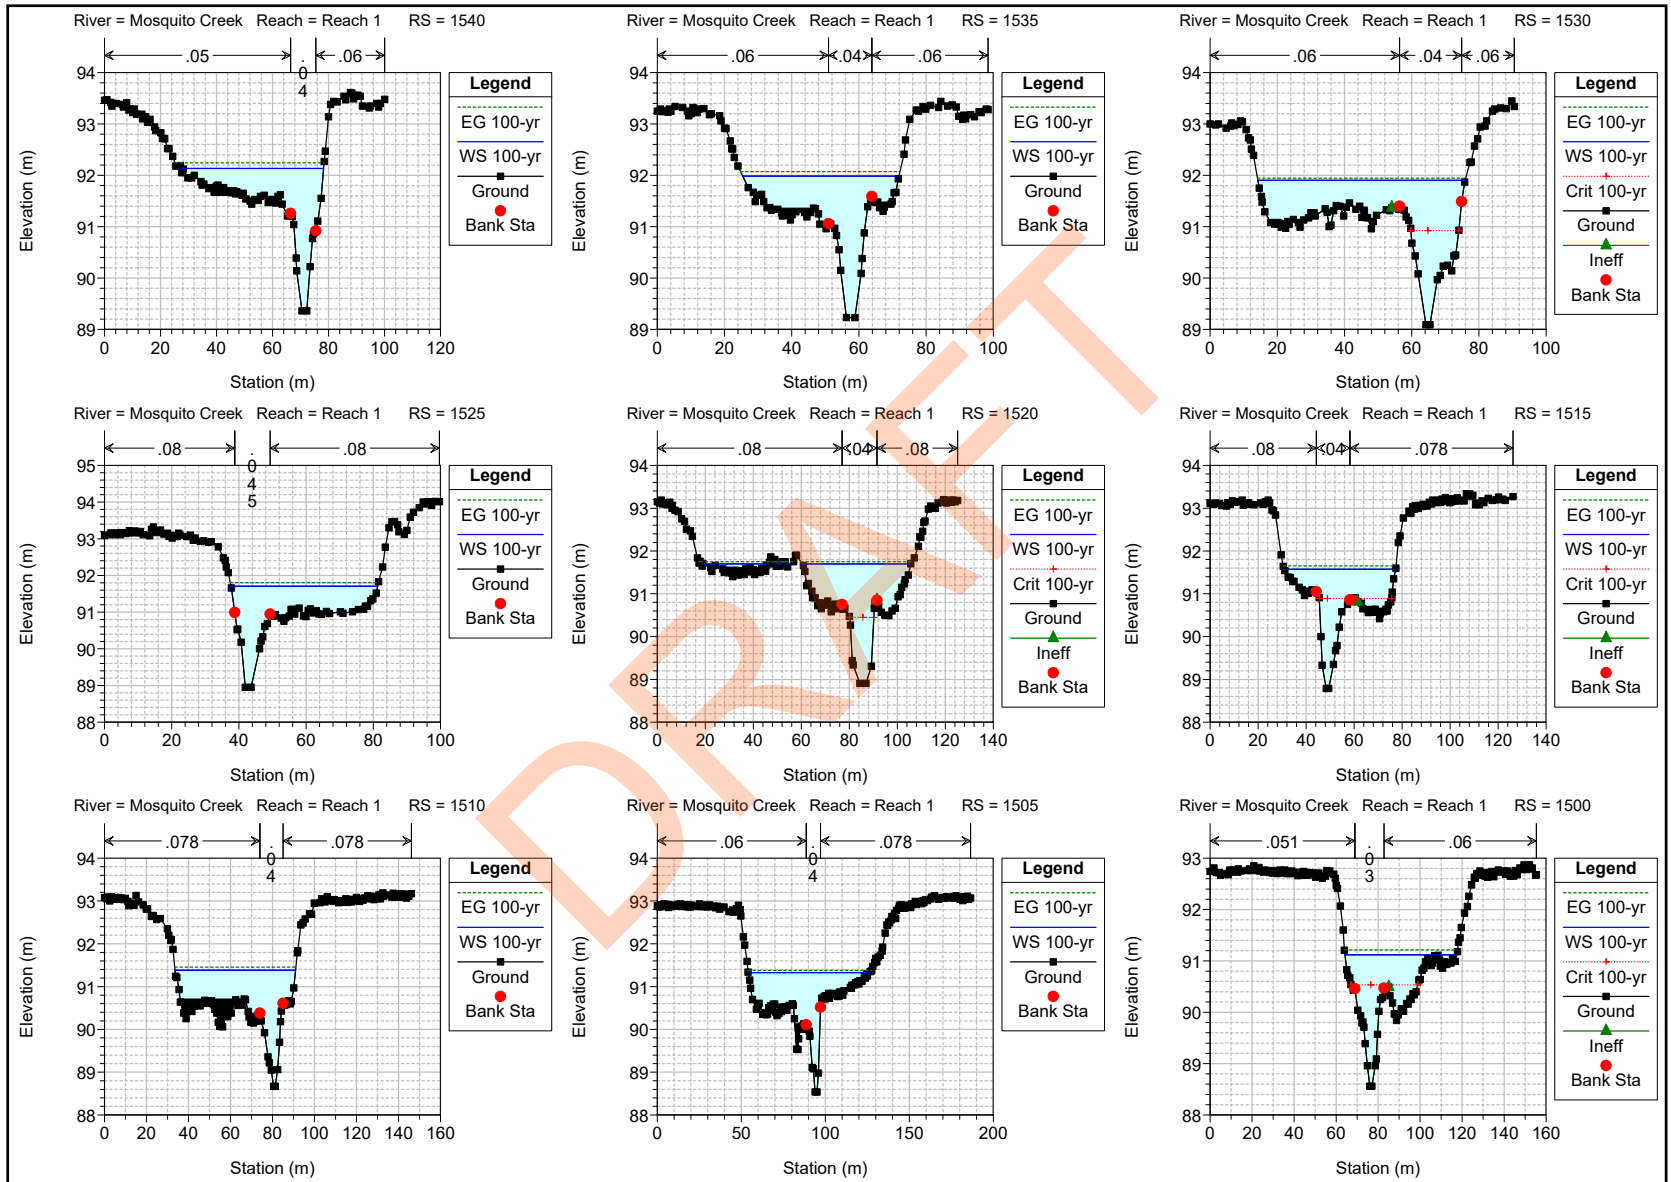 River = Mosquito Creek Reach = Reach 1 RS = 1540
.05 .04 .06
94
93
92
91
90
89
Elevation (m)
0 20 40 60 80 100 120
Station (m)
Legend
EG 100-yr
WS 100-yr
Ground
Bank Sta
River = Mosquito Creek Reach = Reach 1 RS = 1535
.06 .04 .06
94
93
92
91
90
89
Elevation (m)
0 20 40 60 80 100
Station (m)
Legend
EG 100-yr
WS 100-yr
Ground
Bank Sta
River = Mosquito Creek Reach = Reach 1 RS = 1530
.06 .04 .06
94
93
92
91
90
89
Elevation (m)
0 20 40 60 80 100
Station (m)
Legend
EG 100-yr
WS 100-yr
Crit 100-yr
Ground
Ineff
Bank Sta
River = Mosquito Creek Reach = Reach 1 RS = 1525
.08 .045 .08
95
94
93
92
91
90
89
88
Elevation (m)
0 20 40 60 80 100
Station (m)
Legend
EG 100-yr
WS 100-yr
Ground
Bank Sta
River = Mosquito Creek Reach = Reach 1 RS = 1520
.08 .04 .08
94
93
92
91
90
89
88
Elevation (m)
0 20 40 60 80 100 120 140
Station (m)
Legend
EG 100-yr
WS 100-yr
Crit 100-yr
Ground
Ineff
Bank Sta
River = Mosquito Creek Reach = Reach 1 RS = 1515
.08 .04 .078
94
93
92
91
90
89
88
Elevation (m)
0 20 40 60 80 100 120 140
Station (m)
Legend
EG 100-yr
WS 100-yr
Crit 100-yr
Ground
Ineff
Bank Sta
River = Mosquito Creek Reach = Reach 1 RS = 1510
.078 .04 .078
94
93
92
91
90
89
88
Elevation (m)
0 20 40 60 80 100 120 140 160
Station (m)
Legend
EG 100-yr
WS 100-yr
Ground
Bank Sta
River = Mosquito Creek Reach = Reach 1 RS = 1505
.06 .04 .078
94
93
92
91
90
89
88
Elevation (m)
0 50 100 150 200
Station (m)
Legend
EG 100-yr
WS 100-yr
Ground
Bank Sta
River = Mosquito Creek Reach = Reach 1 RS = 1500
.051 .03 .06
93
92
91
90
89
88
Elevation (m)
0 20 40 60 80 100 120 140 160
Station (m)
Legend
EG 100-yr
WS 100-yr
Crit 100-yr
Ground
Ineff
Bank Sta
DRAFT